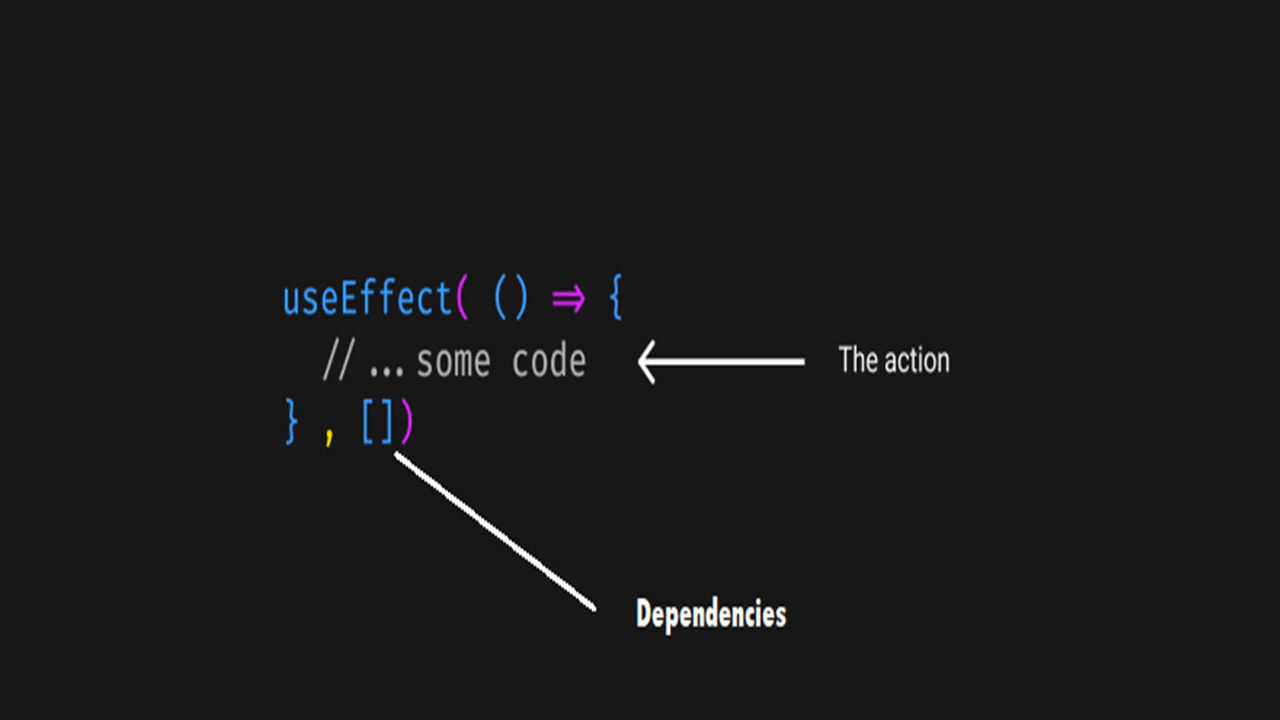 useEffect( () => {
// ... some code
The action
} , [])
Dependencies